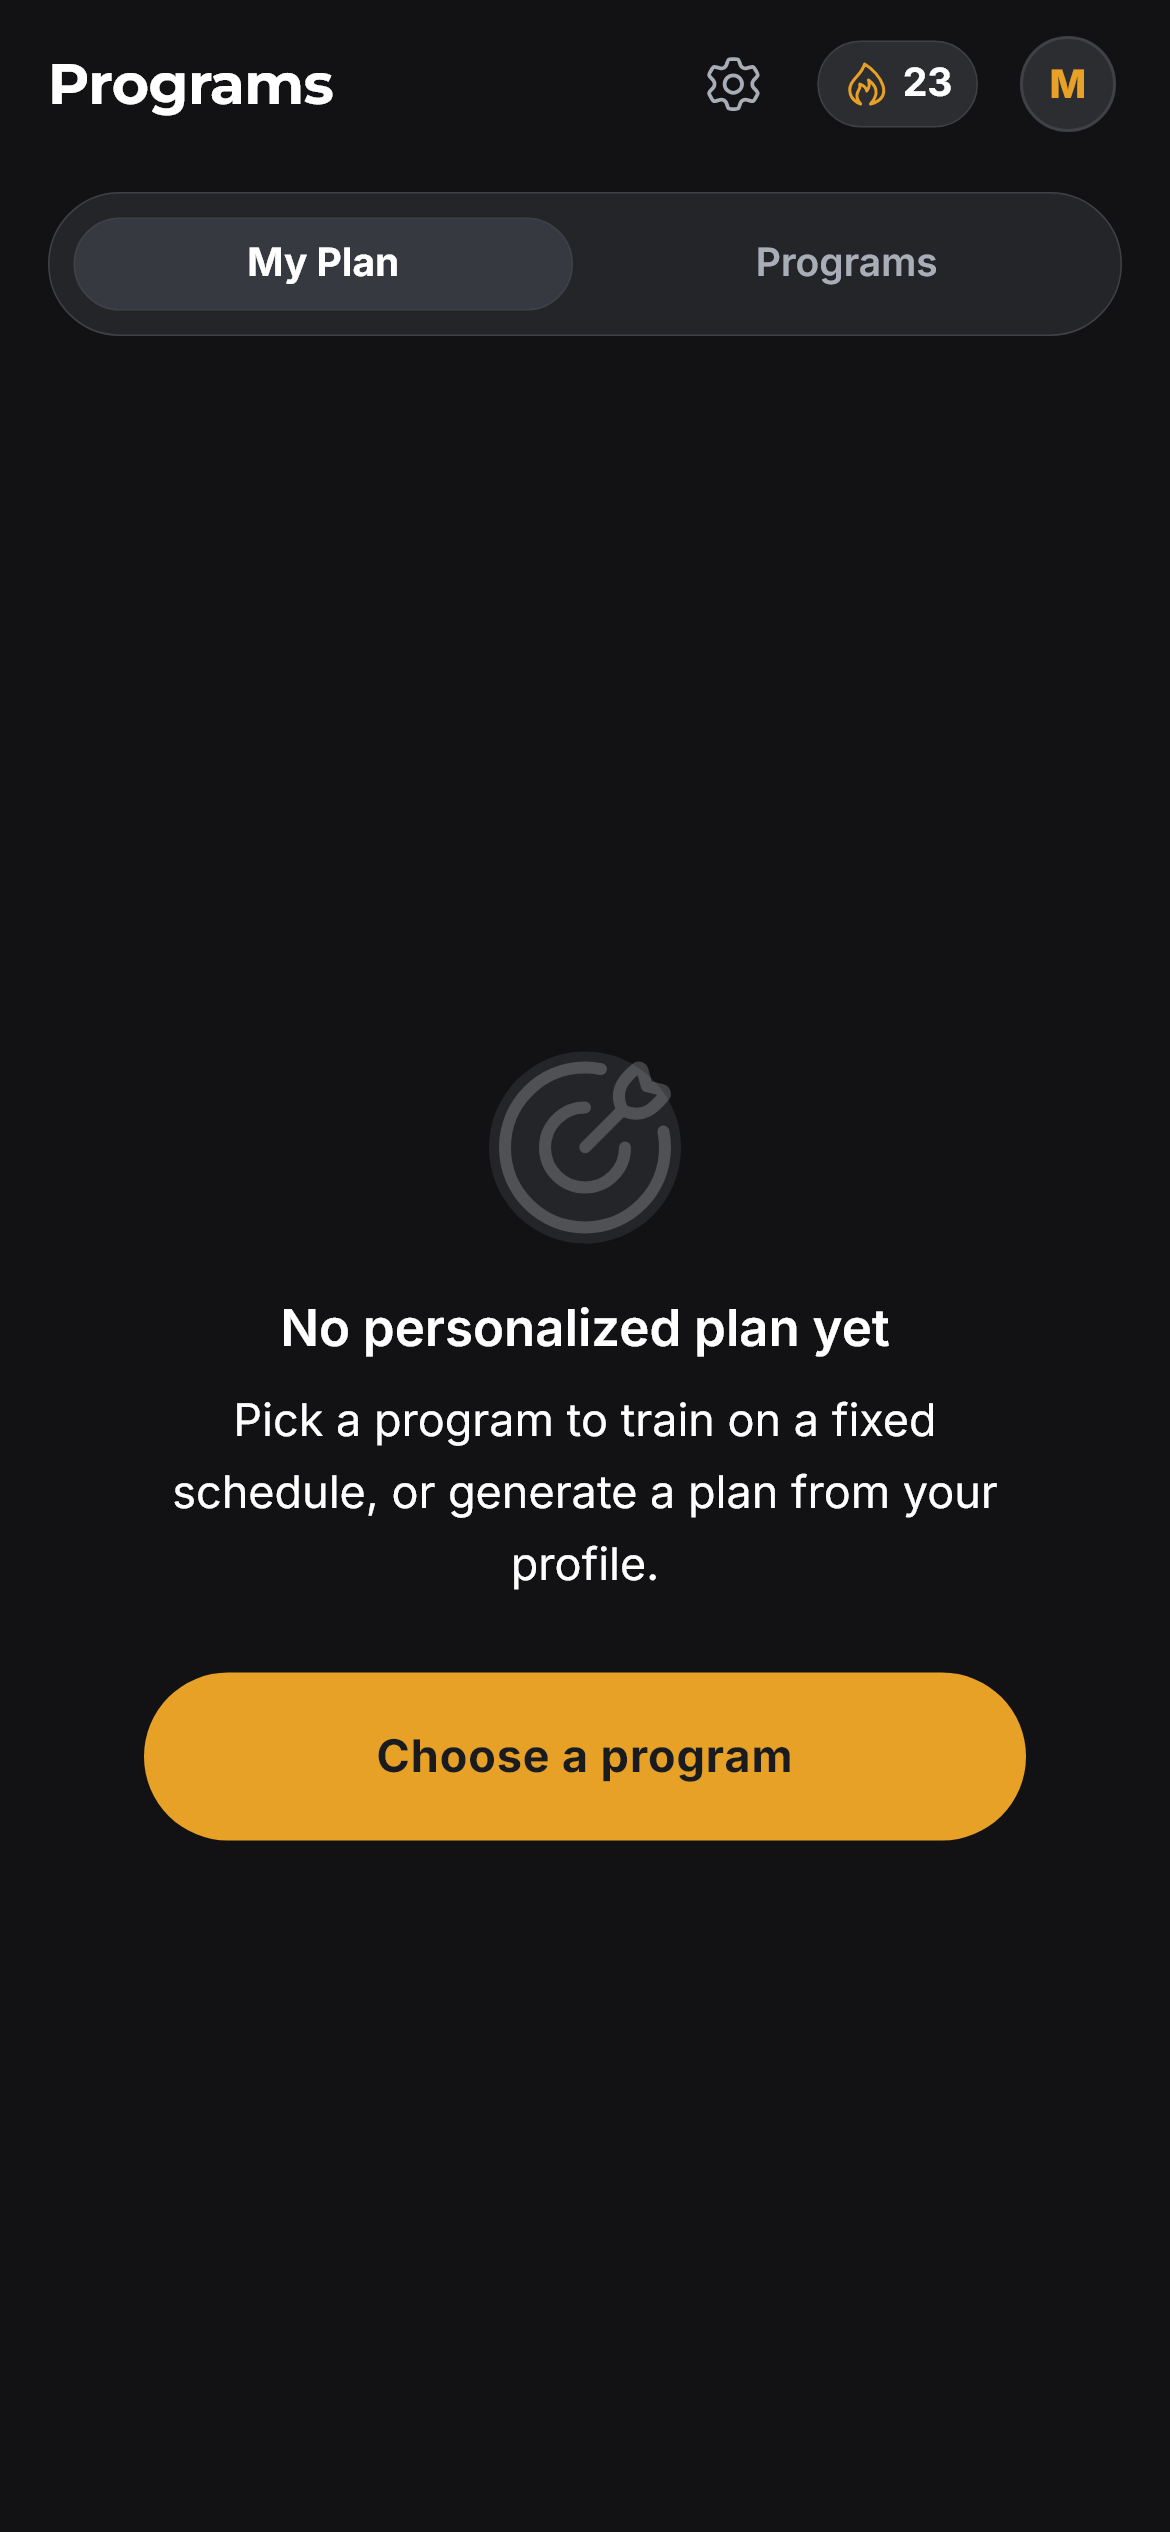 Programs
23
M
My Plan
Programs
No personalized plan yet
Pick a program to train on a fixed
schedule, or generate a plan from your
profile.
Choose a program